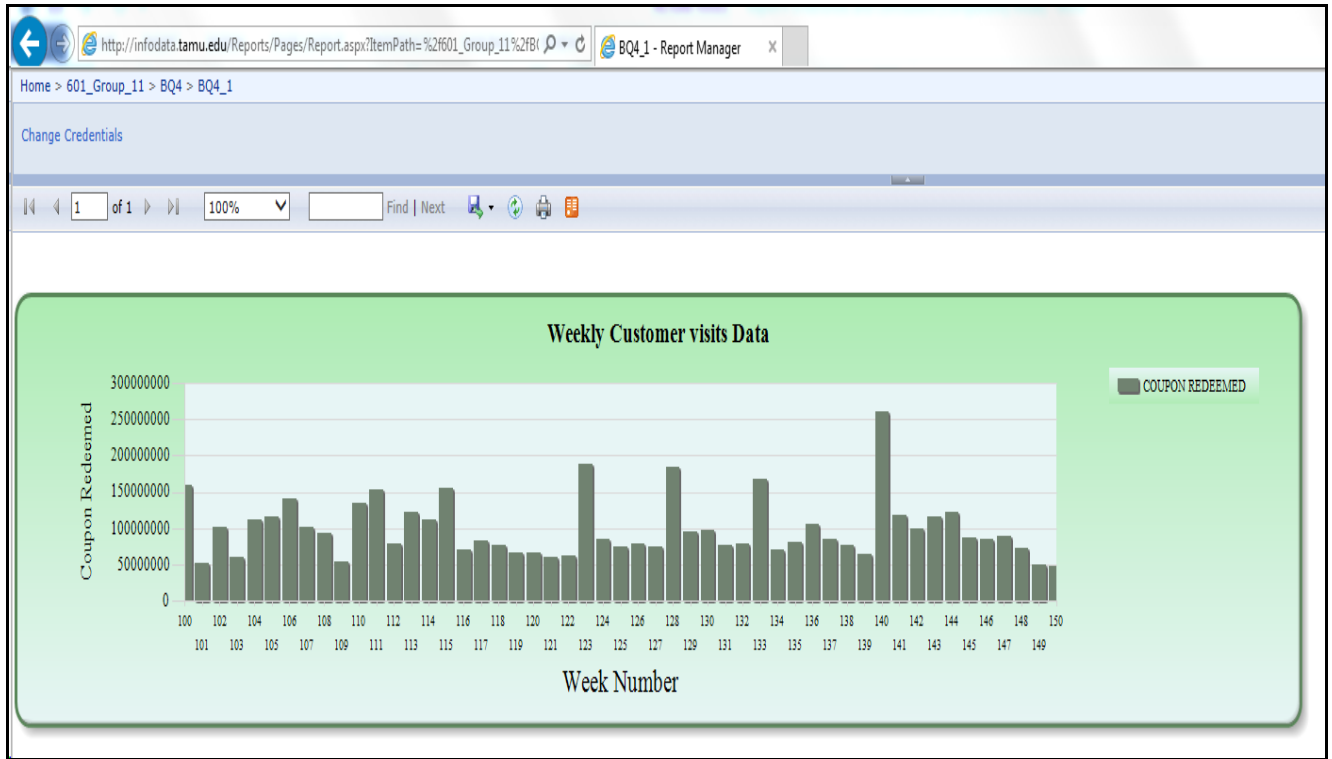 http://infodata.tamu.edu/Reports/Pages/Report.aspx?ItemPath=%2f601_Group_11%2fB( BQ4_1 - Report Manager X
Home > 601_Group_11 > BQ4 > BQ4_1
Change Credentials
1 of 1 100% Find | Next
Weekly Customer visits Data
COUPON REDEEMED
Coupon Redeemed
300000000
250000000
200000000
150000000
100000000
50000000
0
100 102 104 106 108 110 112 114 116 118 120 122 124 126 128 130 132 134 136 138 140 142 144 146 148 150
101 103 105 107 109 111 113 115 117 119 121 123 125 127 129 131 133 135 137 139 141 143 145 147 149
Week Number